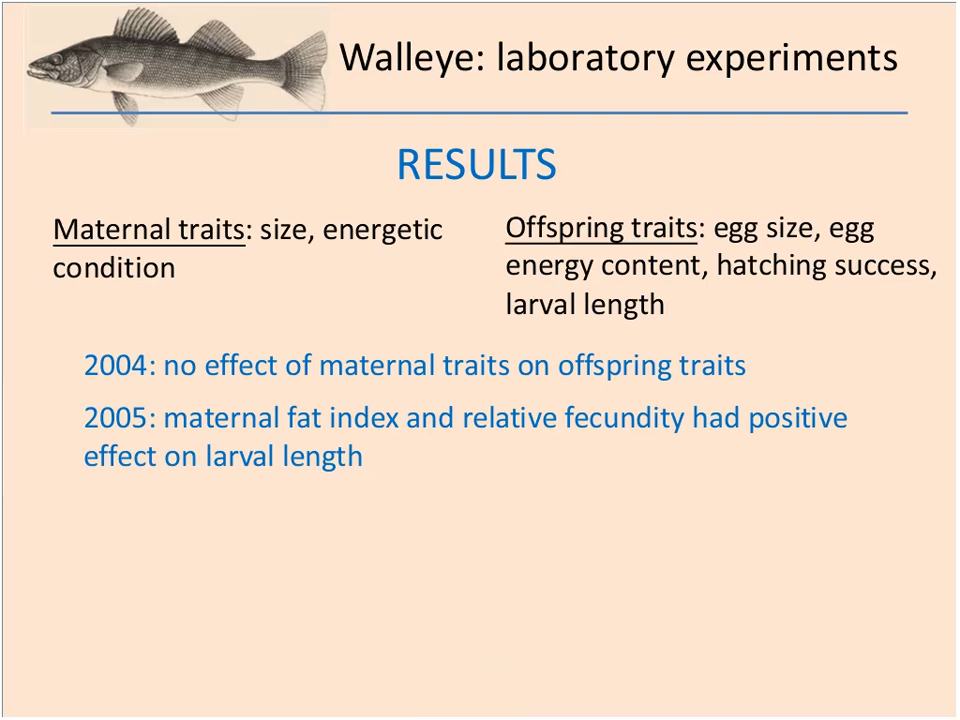 Walleye: laboratory experiments
RESULTS
Maternal traits: size, energetic
condition
Offspring traits: egg size, egg
energy content, hatching success,
larval length
2004: no effect of maternal traits on offspring traits
2005: maternal fat index and relative fecundity had positive
effect on larval length